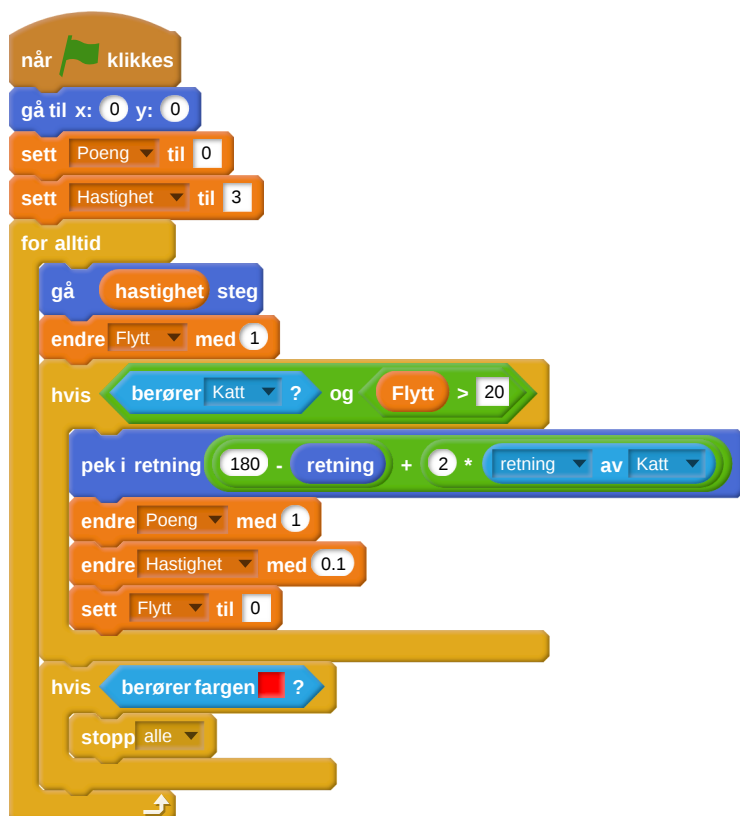 når klikkes
gå til x: 0 y: 0
sett Poeng til 0
sett Hastighet til 3
for alltid
gå hastighet steg
endre Flytt med 1
hvis berører Katt ? og Flytt > 20
pek i retning 180 - retning + 2 * retning av Katt
endre Poeng med 1
endre Hastighet med 0.1
sett Flytt til 0
hvis berører fargen ?
stopp alle